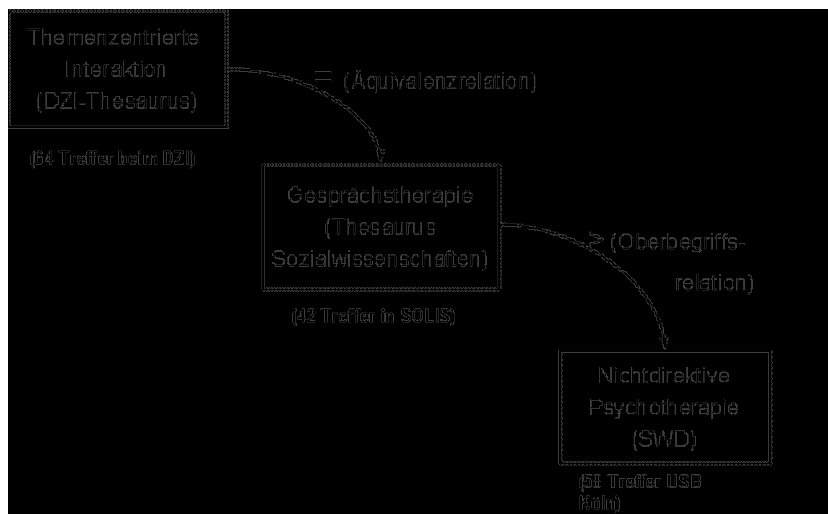 Themenzentrierte
Interaktion
(DZI-Thesaurus)
= (Äquivalenzrelation)
(64 Treffer beim DZI)
Gesprächstherapie
(Thesaurus
Sozialwissenschaften)
> (Oberbegriffs-
relation)
(42 Treffer in SOLIS)
Nichtdirektive
Psychotherapie
(SWD)
(58 Treffer USB
Köln)